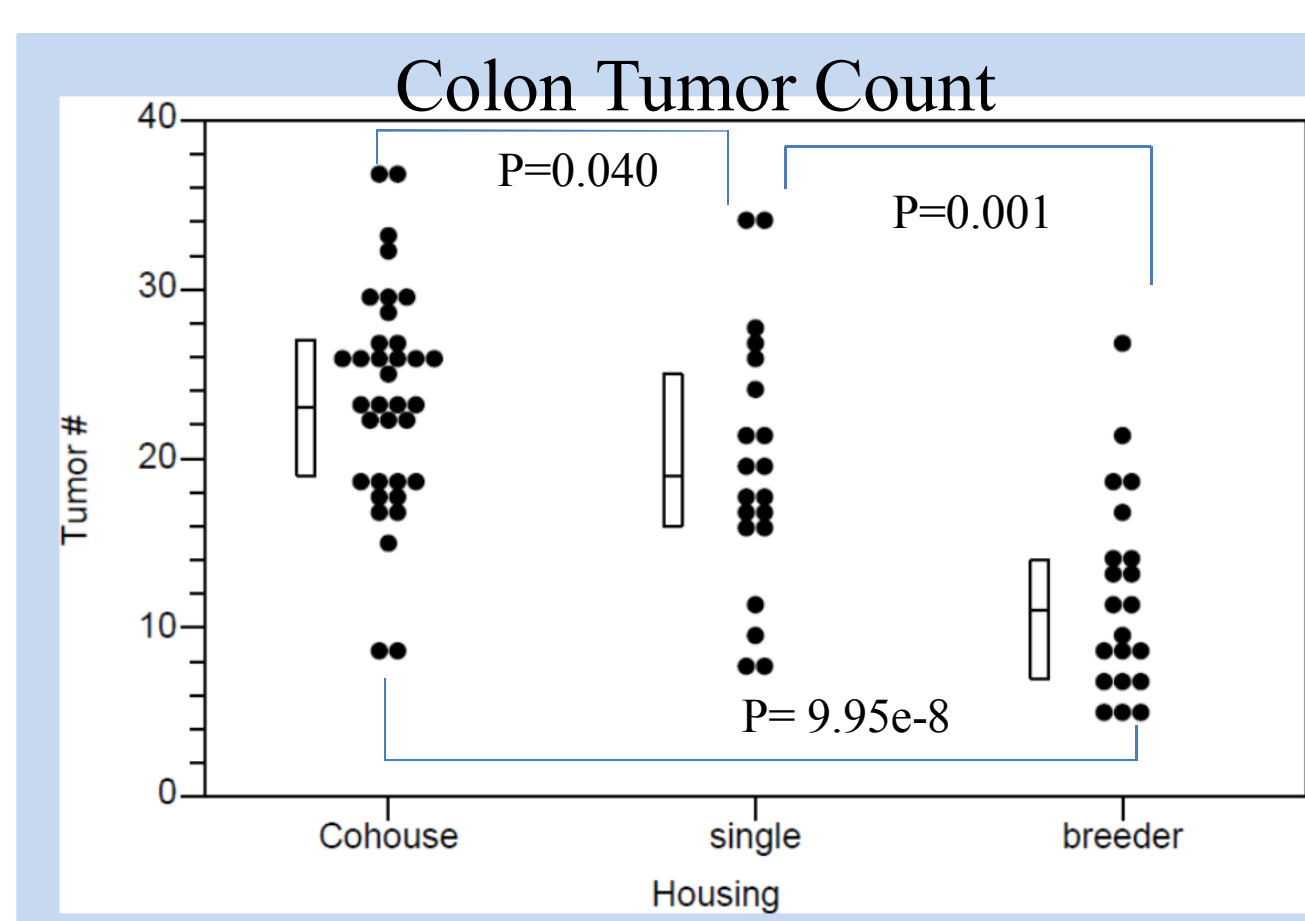 Colon Tumor Count
40
P=0.040
P=0.001
30
20
Tumor #
10
P= 9.95e-8
0
Cohouse single breeder
Housing